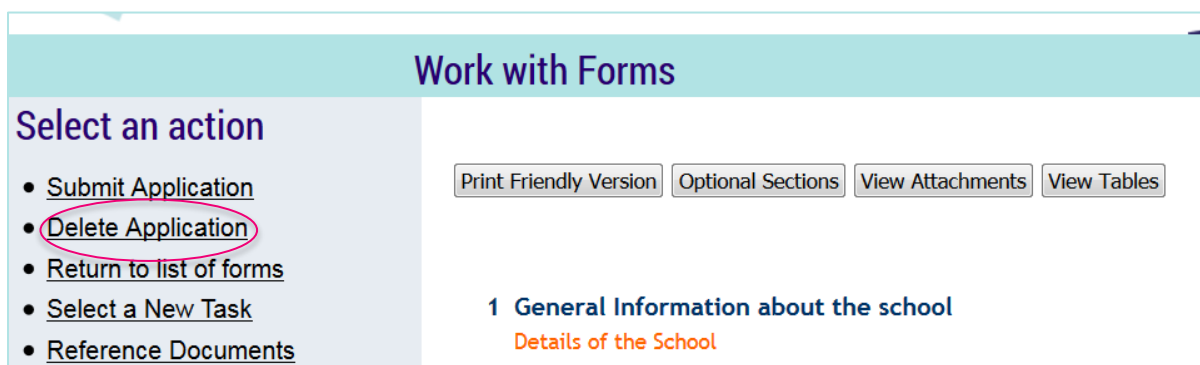 Work with Forms
Select an action
Submit Application
Delete Application
Return to list of forms
Select a New Task
Reference Documents
Print Friendly Version Optional Sections View Attachments View Tables
1 General Information about the school
Details of the School